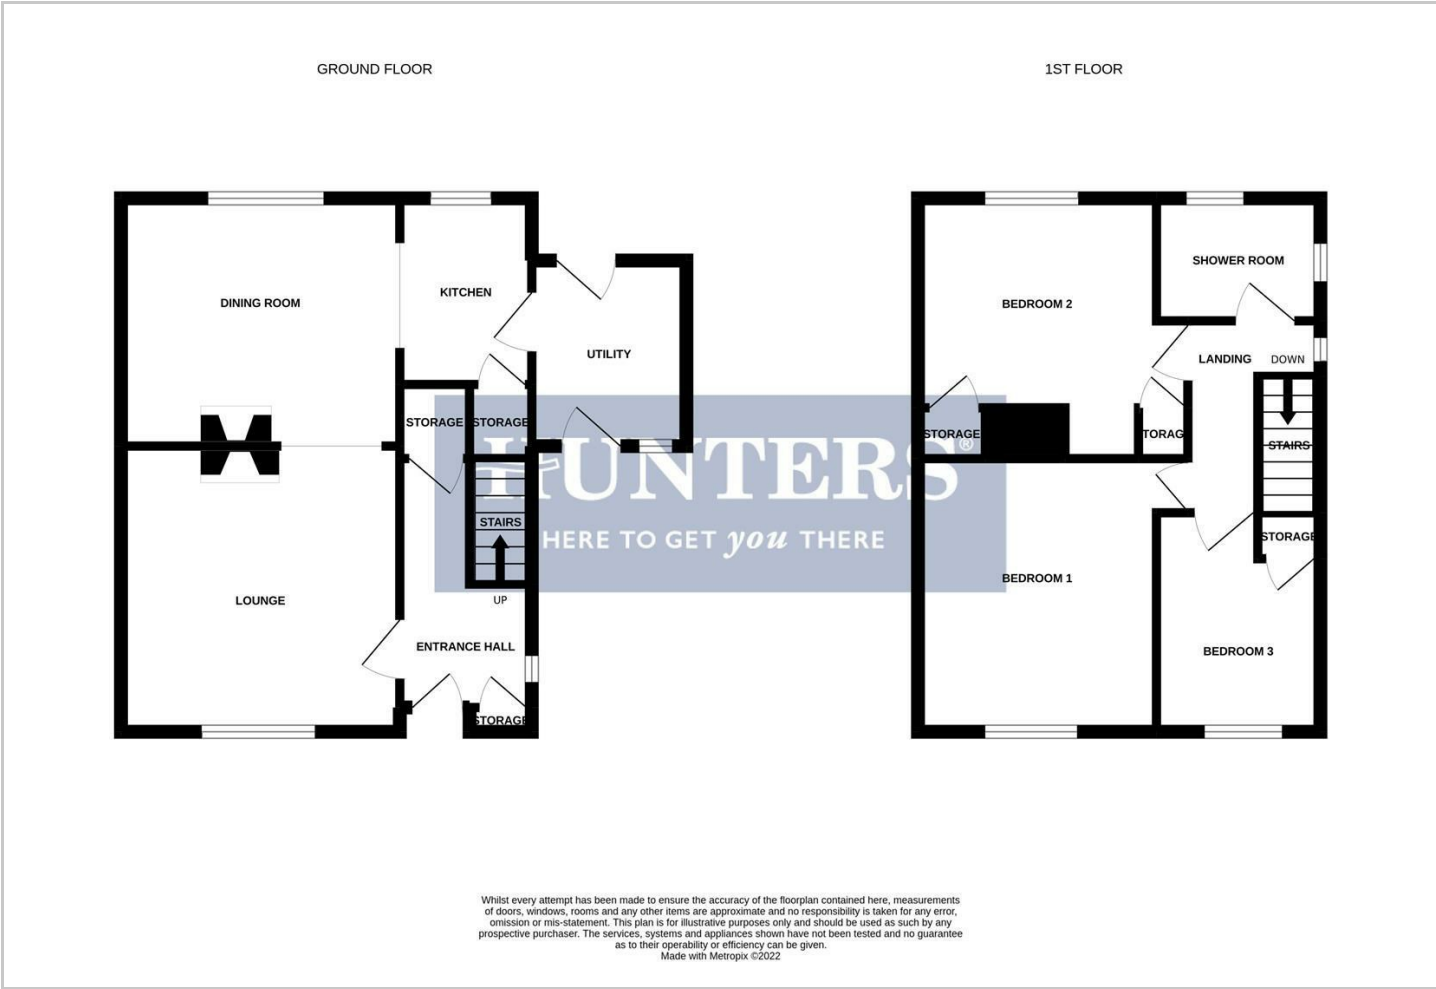 GROUND FLOOR
1ST FLOOR
DINING ROOM
KITCHEN
UTILITY
STORAGE
STORAGE
STAIRS
UP
LOUNGE
ENTRANCE HALL
STORAGE
BEDROOM 2
SHOWER ROOM
LANDING
DOWN
STORAGE
TORAG
STAIRS
STORAGE
BEDROOM 1
BEDROOM 3
HUNTERS®
HERE TO GET you THERE
Whilst every attempt has been made to ensure the accuracy of the floorplan contained here, measurements
of doors, windows, rooms and any other items are approximate and no responsibility is taken for any error,
omission or mis-statement. This plan is for illustrative purposes only and should be used as such by any
prospective purchaser. The services, systems and appliances shown have not been tested and no guarantee
as to their operability or efficiency can be given.
Made with Metropix ©2022